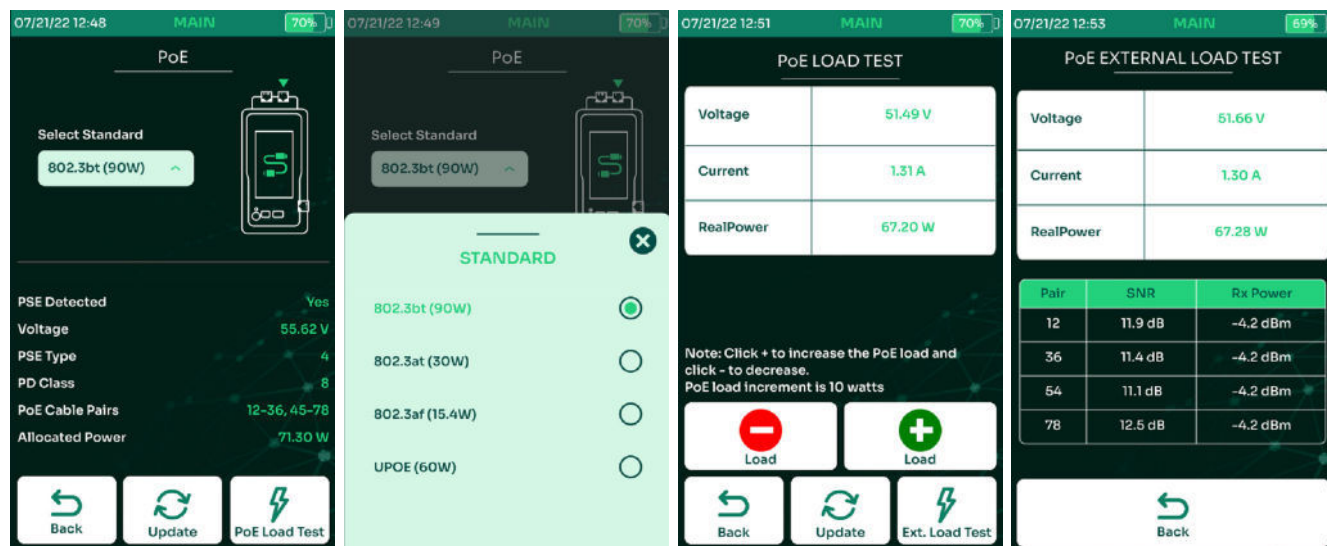 07/21/22 12:48 MAIN 70%
PoE
Select Standard
802.3bt (90W)
PSE Detected Yes
Voltage 55.62 V
PSE Type 4
PD Class 8
PoE Cable Pairs 12-36, 45-78
Allocated Power 71.30 W
Back Update PoE Load Test
07/21/22 12:49 MAIN 70%
PoE
Select Standard
802.3bt (90W)
STANDARD
802.3bt (90W)
802.3at (30W)
802.3af (15.4W)
UPOE (60W)
07/21/22 12:51 MAIN 70%
PoE LOAD TEST
Voltage 51.49 V
Current 1.31 A
RealPower 67.20 W
Note: Click + to increase the PoE load and
click - to decrease.
PoE load increment is 10 watts
Load Load
Back Update Ext. Load Test
07/21/22 12:53 MAIN 69%
PoE EXTERNAL LOAD TEST
Voltage 51.66 V
Current 1.30 A
RealPower 67.28 W
Pair SNR Rx Power
12 11.9 dB -4.2 dBm
36 11.4 dB -4.2 dBm
54 11.1 dB -4.2 dBm
78 12.5 dB -4.2 dBm
Back